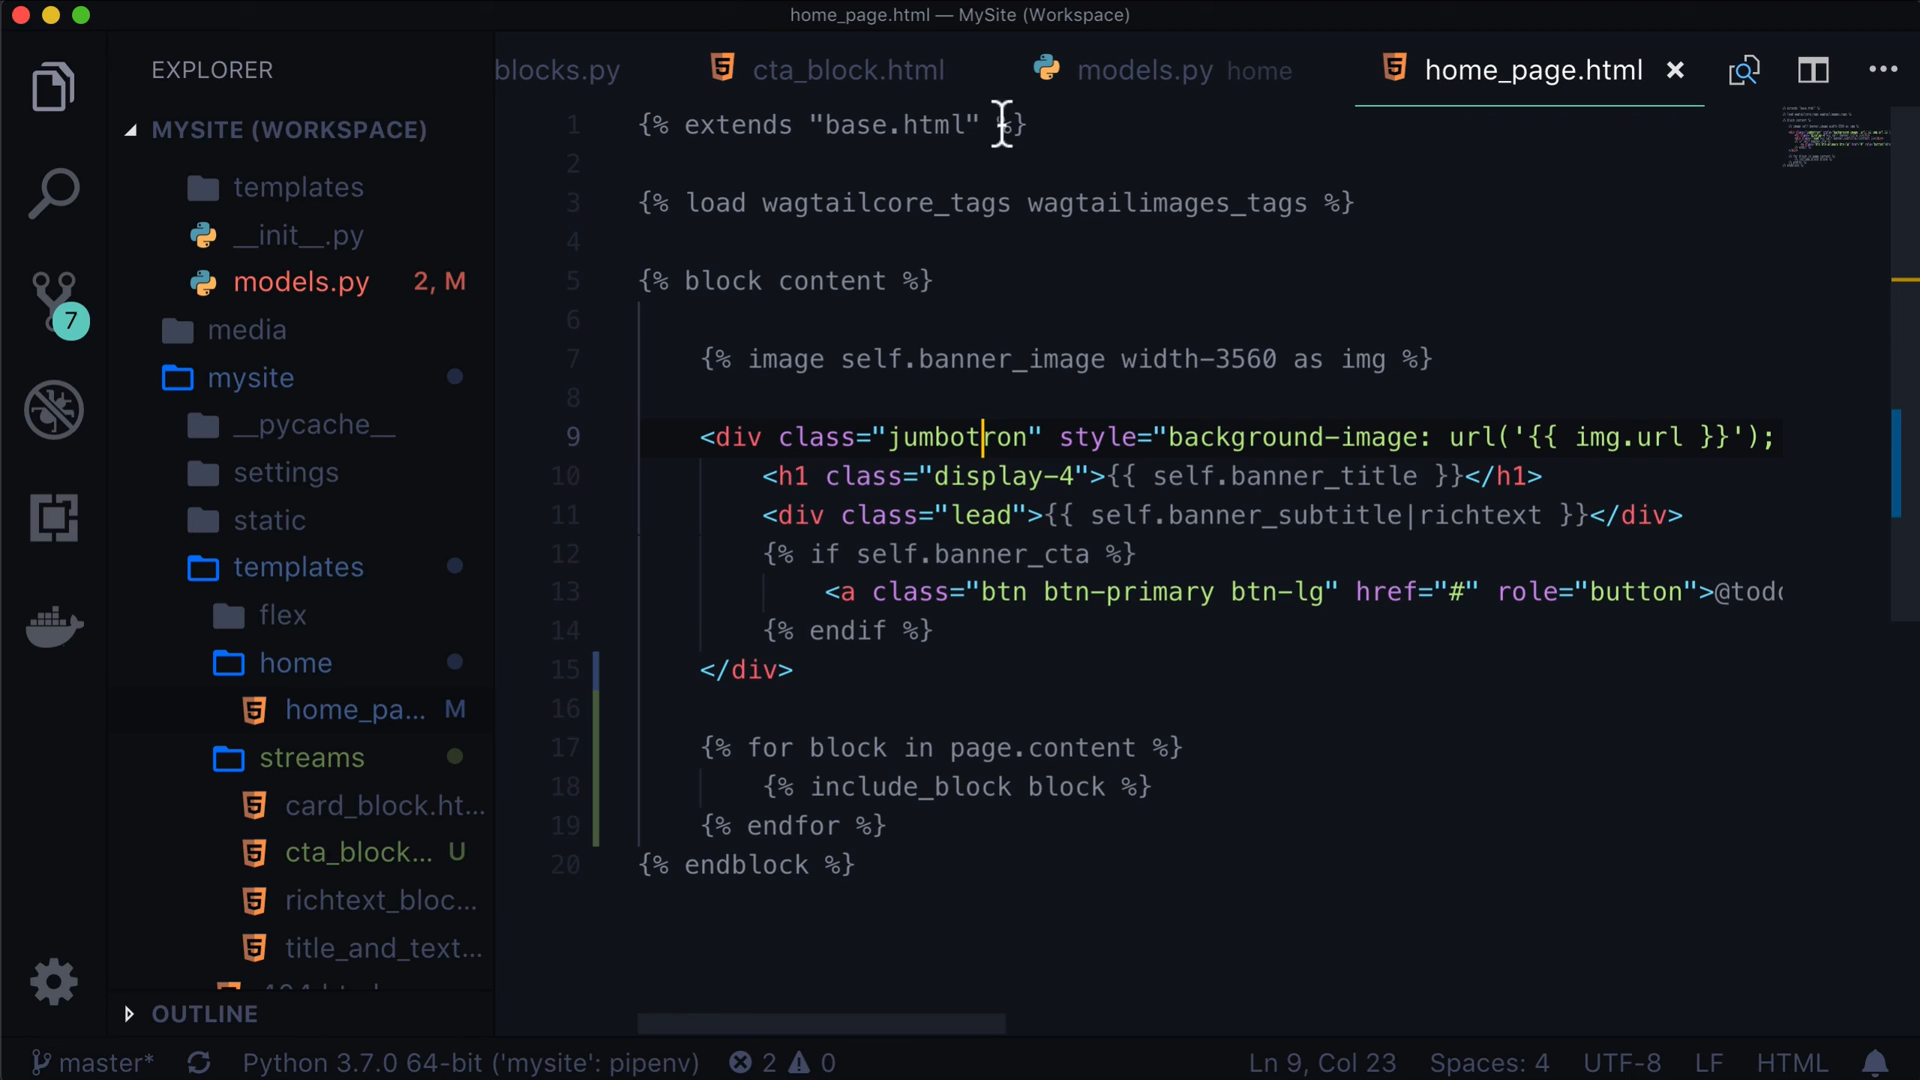 home_page.html — MySite (Workspace)
EXPLORER
MYSITE (WORKSPACE)
templates
__init__.py
models.py 2, M
media
mysite
__pycache__
settings
static
templates
flex
home
home_pa... M
streams
card_block.ht...
cta_block... U
richtext_bloc...
title_and_text...
OUTLINE
7
blocks.py cta_block.html models.py home home_page.html
1 {% extends "base.html" %}
2
3 {% load wagtailcore_tags wagtailimages_tags %}
4
5 {% block content %}
6
7 {% image self.banner_image width-3560 as img %}
8
9 <div class="jumbotron" style="background-image: url('{{ img.url }}');
10 <h1 class="display-4">{{ self.banner_title }}</h1>
11 <div class="lead">{{ self.banner_subtitle|richtext }}</div>
12 {% if self.banner_cta %}
13 <a class="btn btn-primary btn-lg" href="#" role="button">@todo
14 {% endif %}
15 </div>
16
17 {% for block in page.content %}
18 {% include_block block %}
19 {% endfor %}
20 {% endblock %}
master* Python 3.7.0 64-bit ('mysite': pipenv) 2 0 Ln 9, Col 23 Spaces: 4 UTF-8 LF HTML